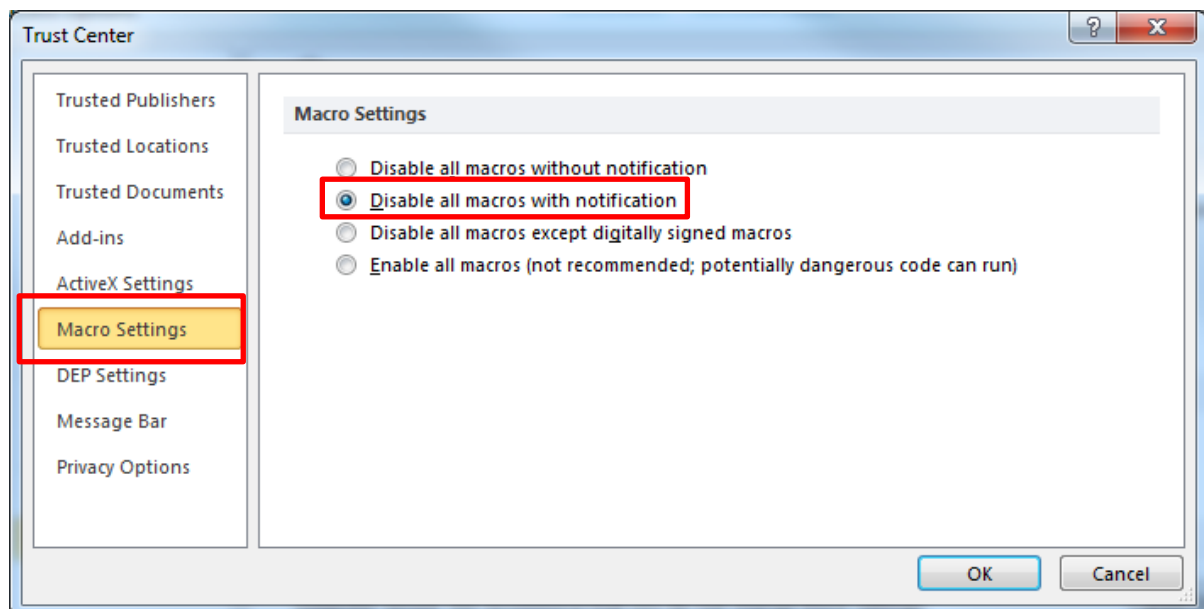 Trust Center
Trusted Publishers
Trusted Locations
Trusted Documents
Add-ins
ActiveX Settings
Macro Settings
DEP Settings
Message Bar
Privacy Options
Macro Settings
Disable all macros without notification
Disable all macros with notification
Disable all macros except digitally signed macros
Enable all macros (not recommended; potentially dangerous code can run)
OK
Cancel